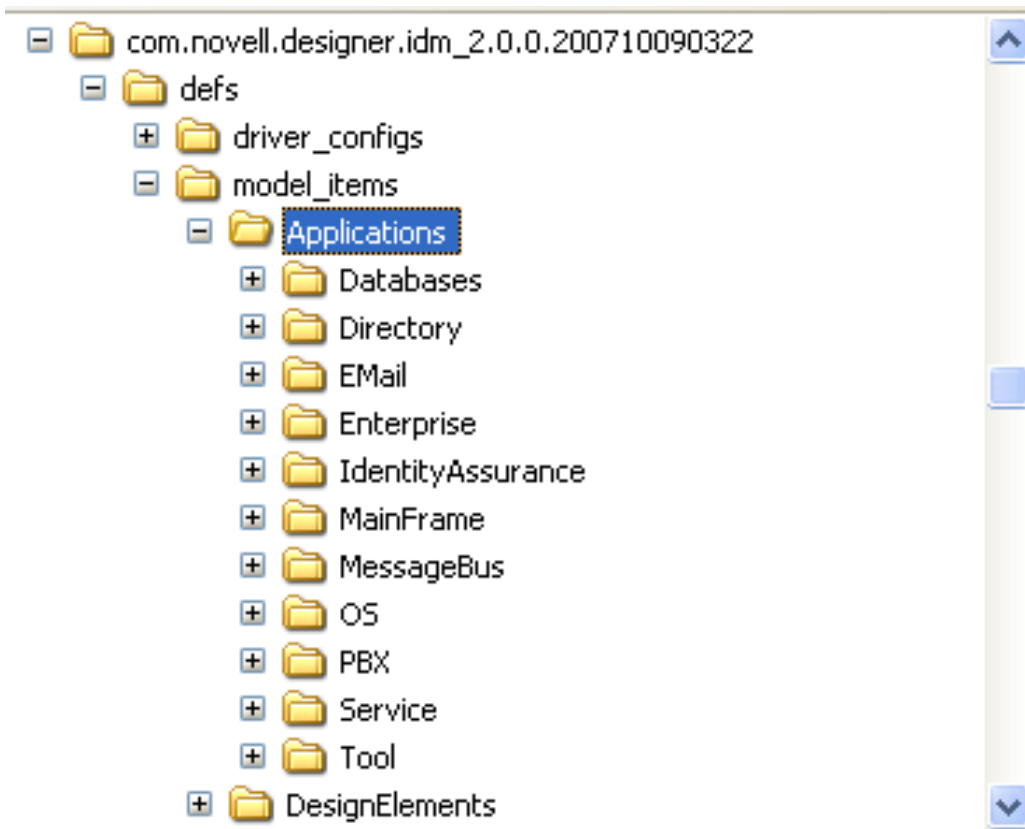 com.novell.designer.idm_2.0.0.200710090322
defs
driver_configs
model_items
Applications
Databases
Directory
EMail
Enterprise
IdentityAssurance
MainFrame
MessageBus
OS
PBX
Service
Tool
DesignElements